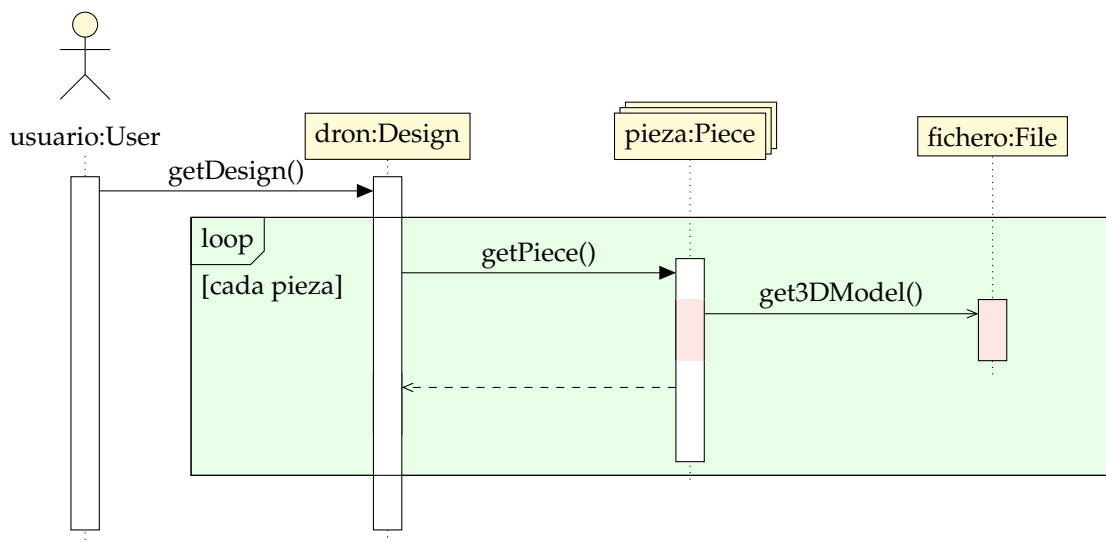 usuario:User
dron:Design
pieza:Piece
fichero:File
getDesign()
loop
getPiece()
[cada pieza]
get3DModel()